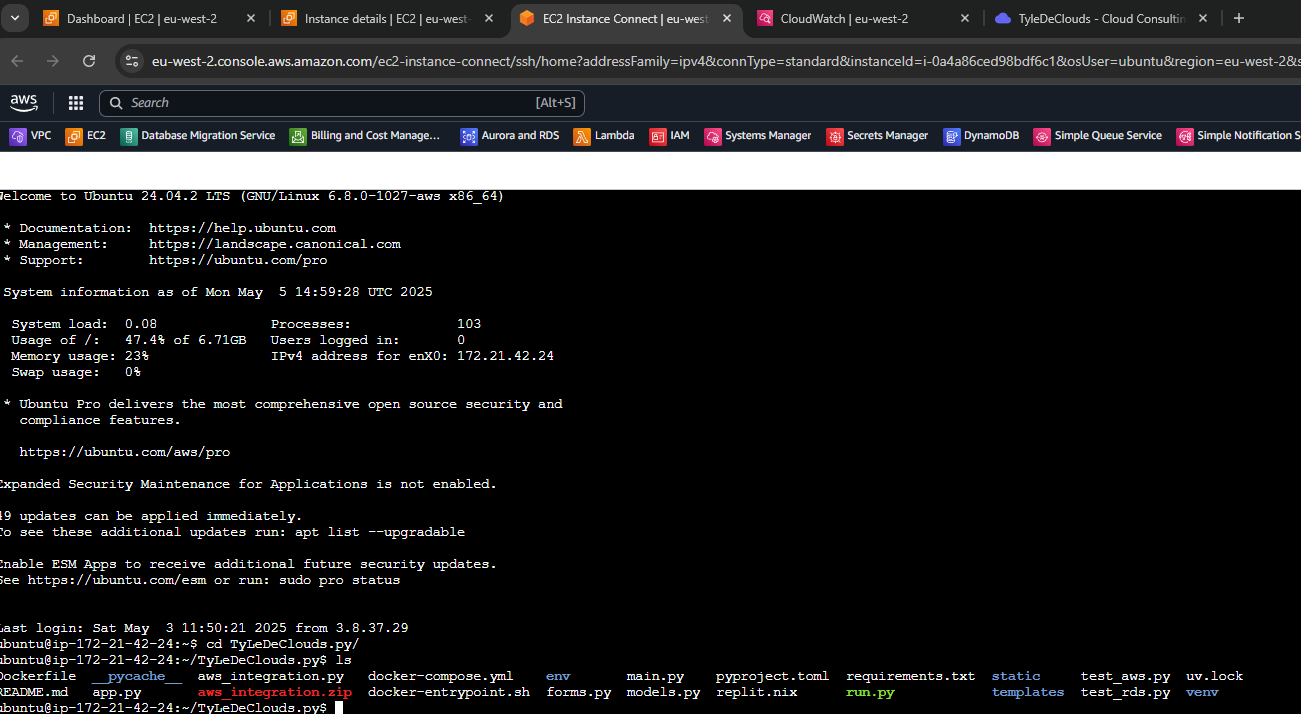 Dashboard | EC2 | eu-west-2
Instance details | EC2 | eu-west-
EC2 Instance Connect | eu-west
CloudWatch | eu-west-2
TyleDeClouds - Cloud Consultin
eu-west-2.console.aws.amazon.com/ec2-instance-connect/ssh/home?addressFamily=ipv4&connType=standard&instanceId=i-0a4a86ced98bdf6c1&osUser=ubuntu&region=eu-west-2&s
aws
Search [Alt+S]
VPC EC2 Database Migration Service Billing and Cost Manage... Aurora and RDS Lambda IAM Systems Manager Secrets Manager DynamoDB Simple Queue Service Simple Notification S
Welcome to Ubuntu 24.04.2 LTS (GNU/Linux 6.8.0-1027-aws x86_64)
* Documentation: https://help.ubuntu.com
* Management: https://landscape.canonical.com
* Support: https://ubuntu.com/pro
System information as of Mon May 5 14:59:28 UTC 2025
System load: 0.08 Processes: 103
Usage of /: 47.4% of 6.71GB Users logged in: 0
Memory usage: 23% IPv4 address for enX0: 172.21.42.24
Swap usage: 0%
* Ubuntu Pro delivers the most comprehensive open source security and
compliance features.
https://ubuntu.com/aws/pro
Expanded Security Maintenance for Applications is not enabled.
49 updates can be applied immediately.
To see these additional updates run: apt list --upgradable
Enable ESM Apps to receive additional future security updates.
See https://ubuntu.com/esm or run: sudo pro status
Last login: Sat May 3 11:50:21 2025 from 3.8.37.29
ubuntu@ip-172-21-42-24:~$ cd TyLeDeClouds.py/
ubuntu@ip-172-21-42-24:~/TyLeDeClouds.py$ ls
Dockerfile __pycache__ aws_integration.py docker-compose.yml env main.py pyproject.toml requirements.txt static test_aws.py uv.lock
README.md app.py aws_integration.zip docker-entrypoint.sh forms.py models.py replit.nix run.py templates test_rds.py venv
ubuntu@ip-172-21-42-24:~/TyLeDeClouds.py$